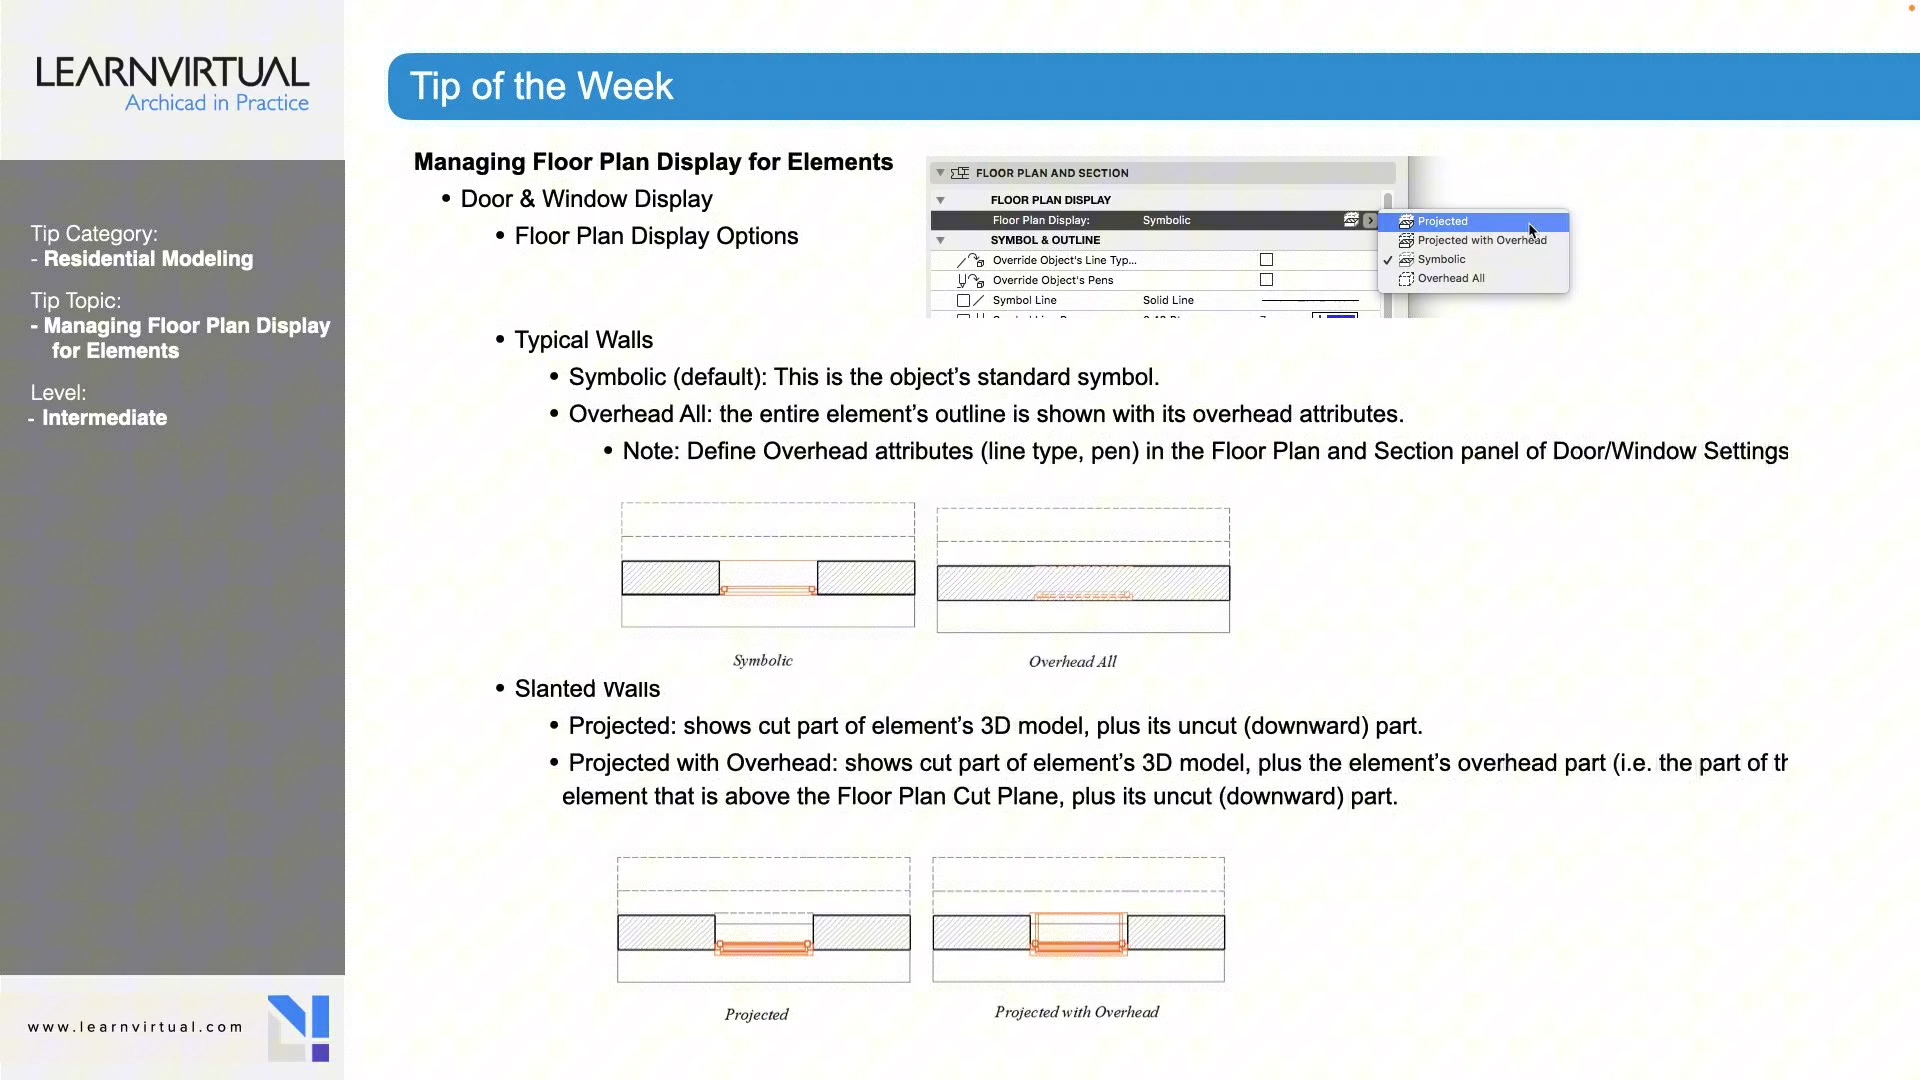 LEARNVIRTUAL
Archicad in Practice
Tip Category:
- Residential Modeling
Tip Topic:
- Managing Floor Plan Display
for Elements
Level:
- Intermediate
www.learnvirtual.com
Tip of the Week
Managing Floor Plan Display for Elements
• Door & Window Display
• Floor Plan Display Options
FLOOR PLAN AND SECTION
FLOOR PLAN DISPLAY
Floor Plan Display: Symbolic
SYMBOL & OUTLINE
Override Object's Line Typ...
Override Object's Pens
Symbol Line Solid Line
Projected
Projected with Overhead
Symbolic
Overhead All
• Typical Walls
• Symbolic (default): This is the object’s standard symbol.
• Overhead All: the entire element’s outline is shown with its overhead attributes.
• Note: Define Overhead attributes (line type, pen) in the Floor Plan and Section panel of Door/Window Settings
Symbolic
Overhead All
• Slanted Walls
• Projected: shows cut part of element’s 3D model, plus its uncut (downward) part.
• Projected with Overhead: shows cut part of element’s 3D model, plus the element’s overhead part (i.e. the part of
element that is above the Floor Plan Cut Plane, plus its uncut (downward) part.
Projected
Projected with Overhead